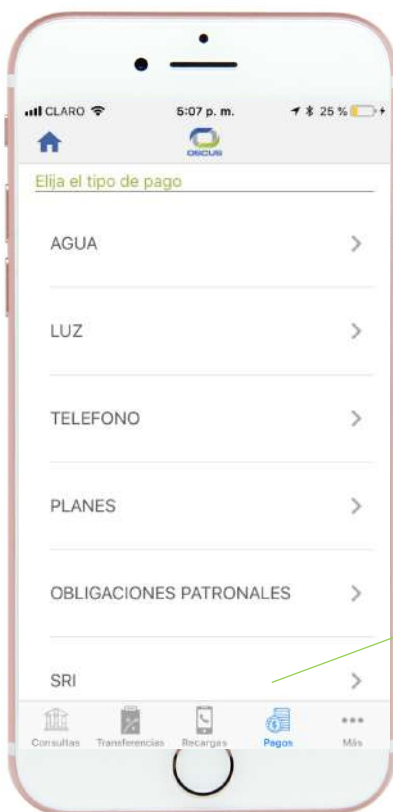 CLARO 5:07 p. m. 25 %
OSCUS
Elija el tipo de pago
AGUA
LUZ
TELEFONO
PLANES
OBLIGACIONES PATRONALES
SRI
Consultas Transferencias Recargas Pagos Más